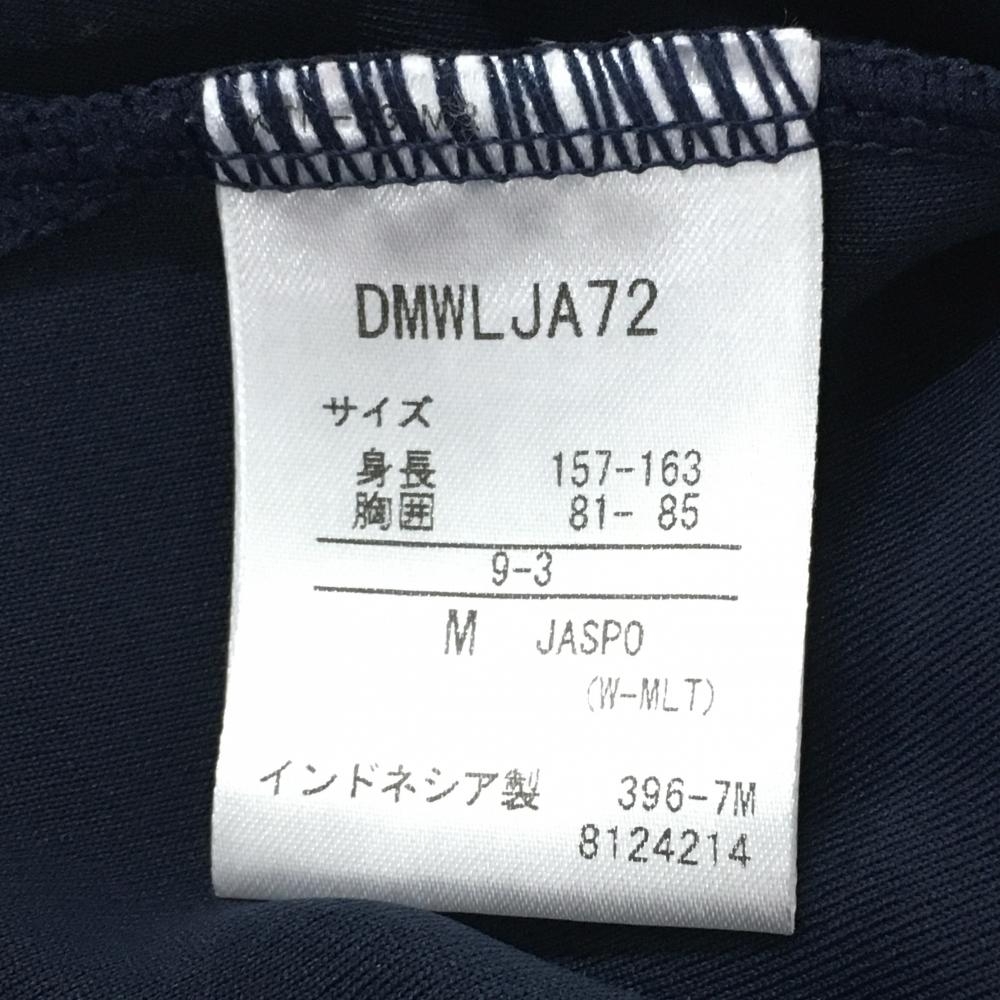 DMWLJA72
サイズ
身長 157-163
胸囲 81- 85
9-3
M JASPO
(W-MLT)
インドネシア製 396-7M
8124214